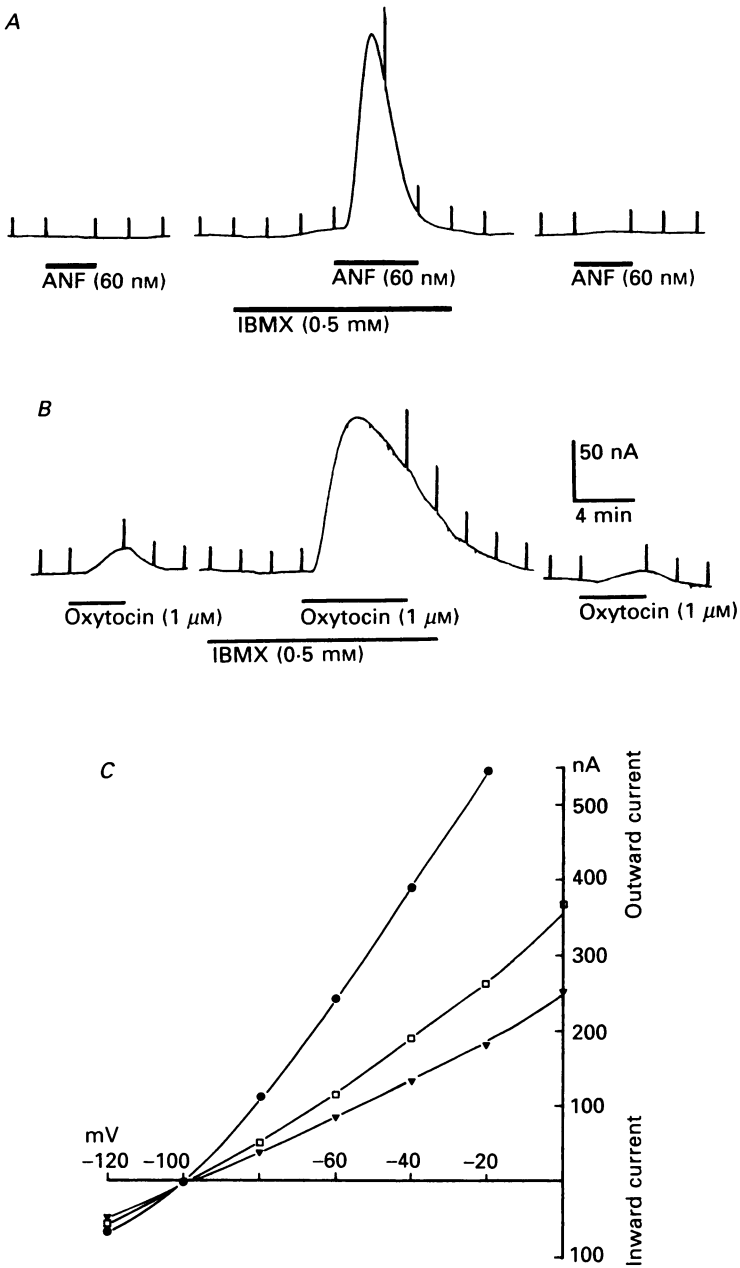 A
ANF (60 nM) ANF (60 nM) ANF (60 nM)
IBMX (0·5 mM)
B
50 nA
4 min
Oxytocin (1 μM) Oxytocin (1 μM) Oxytocin (1 μM)
IBMX (0·5 mM)
C
nA
500
400
300
200
100
Outward current
mV
−120 −100 −60 −40 −20
100
Inward current